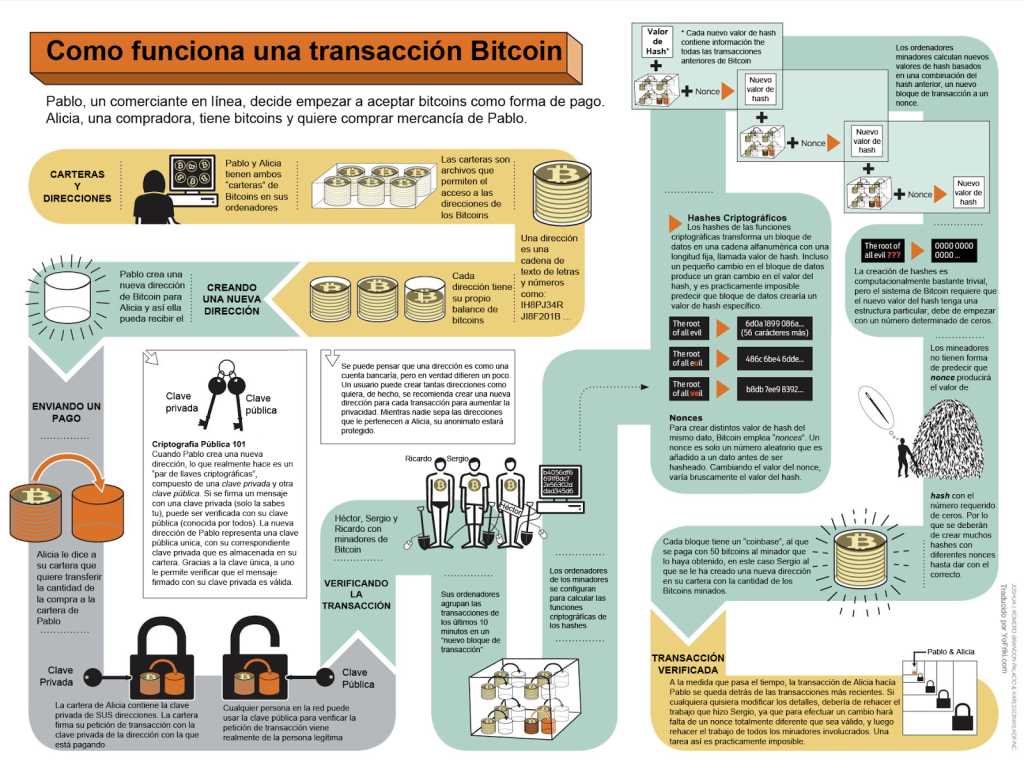 Como funciona una transacción Bitcoin
Pablo, un comerciante en línea, decide empezar a aceptar bitcoins como forma de pago.
Alicia, una compradora, tiene bitcoins y quiere comprar mercancía de Pablo.
CARTERAS
Y
DIRECCIONES
Pablo y Alicia
tienen ambos
"carteras" de
Bitcoins en sus
ordenadores
Las carteras son
archivos que
permiten el
acceso a las
direcciones de
los Bitcoins
Una dirección
es una
cadena de
texto de letras
y números
como:
IH8PJ34R
JI8F201B ...
Cada
dirección tiene
su propio
balance de
bitcoins
CREANDO
UNA NUEVA
DIRECCIÓN
Pablo crea una
nueva dirección
de Bitcoin para
Alicia y así ella
pueda recibir el
ENVIANDO UN
PAGO
Alicia le dice a
su cartera que
quiere transferir
la cantidad de
la compra a la
cartera de
Pablo
Clave
privada
Clave
pública
Criptografía Pública 101
Cuando Pablo crea una nueva
dirección, lo que realmente hace es un
"par de llaves criptográficas",
compuesto de una clave privada y otra
clave pública. Si se firma un mensaje
con una clave privada (solo la sabes
tu), puede ser verificada con su clave
pública (conocida por todos). La nueva
dirección de Pablo representa una clave
pública unica, con su correspondiente
clave privada que es almacenada en su
cartera. Gracias a la clave única, a uno
le permite verificar que el mensaje
firmado con su clave privada es válida.
Se puede pensar que una dirección es como una
cuenta bancaría, pero en verdad difieren un poco.
Un usuario puede crear tantas direcciones como
quiera, de hecho, se recomienda crear una nueva
dirección para cada transacción para aumentar la
privacidad. Mientras nadie sepa las direcciones
que le pertenecen a Alicia, su anonimato estará
protegido.
Clave
Privada
Clave
Pública
La cartera de Alicia contiene la clave
privada de SUS direcciones. La cartera
firma su petición de transacción con la
clave privada de la dirección con la que
está pagando
Cualquier persona en la red puede
usar la clave pública para verificar la
petición de transacción viene
realmente de la persona legítima
VERIFICANDO
LA
TRANSACCIÓN
Héctor, Sergio y
Ricardo con
minadores de
Bitcoin
Ricardo
Sergio
Héctor
b4056df6
691f8dc7
2e56302d
dad345d6
Sus ordenadores
agrupan las
transacciones de
los últimos 10
minutos en un
"nuevo bloque de
transacción"
Los ordenadores
de los minadores
se configuran
para calcular las
funciones
criptográficas de
los hashes
Valor
de
Hash*
* Cada nuevo valor de hash
contiene información the
todas las transacciones
anteriores de Bitcoin
+
+ Nonce
Nuevo
valor de
hash
+
+ Nonce
Nuevo
valor de
hash
+
+ Nonce
Nuevo
valor de
hash
Los ordenadores
minadores calculan nuevos
valores de hash basados
en una combinación del
hash anterior, un nuevo
bloque de transacción a un
nonce.
Hashes Criptográficos
Los hashes de las funciones
criptográficas transforma un bloque de
datos en una cadena alfanumérica con una
longitud fija, llamada valor de hash. Incluso
un pequeño cambio en el bloque de datos
produce un gran cambio en el valor del
hash, y es practicamente imposible
predecir que bloque de datos crearía un
valor de hash específico.
The root
of all evil
6d0a 1899 086a...
(56 carácteres más)
The root
of all evil
486c 6be4 6dde...
The root
of all veil
b8db 7ee9 8392...
Nonces
Para crear distintos valor de hash del
mismo dato, Bitcoin emplea "nonces". Un
nonce es solo un número aleatorio que es
añadido a un dato antes de ser
hasheado. Cambiando el valor del nonce,
varía bruscamente el valor del hash.
The root of
all evil ???
0000 0000
0000 ...
La creación de hashes es
computacionalmente bastante trivial,
pero el sistema de Bitcoin requiere que
el nuevo valor del hash tenga una
estructura particular, debe de empezar
con un número determinado de ceros.
Los mineadores
no tienen forma
de predecir que
nonce producirá
el valor de
hash con el
número requerido
de ceros. Por lo
que se deberán
de crear muchos
hashes con
diferentes nonces
hasta dar con el
correcto.
Cada bloque tiene un "coinbase", al que
se paga con 50 bitcoins al minador que
lo haya obtenido, en este caso Sergio al
que se le ha creado una nueva dirección
en su cartera con la cantidad de los
Bitcoins minados.
TRANSACCIÓN
VERIFICADA
A la medida que pasa el tiempo, la transacción de Alicia hacia
Pablo se queda detrás de las transacciones más recientes. Si
cualquiera quisiera modificar los detalles, debería de rehacer el
trabajo que hizo Sergio, ya que para efectuar un cambio hará
falta de un nonce totalmente diferente que sea válido, y luego
rehacer el trabajo de todos los minadores involucrados. Una
tarea así es practicamente imposible.
Pablo & Alicia
Traducido por YoFriki.com